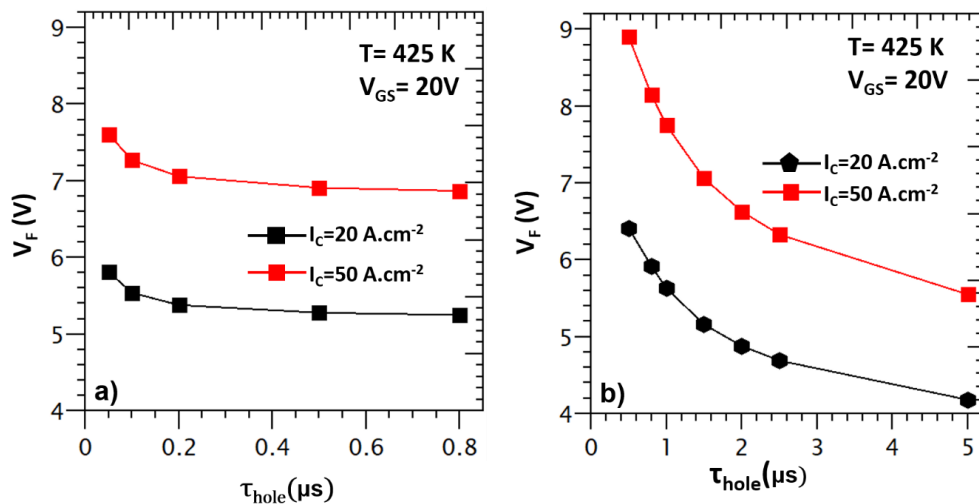 9
8
7
6
5
4
V_F (V)
T= 425 K
V_GS= 20V
I_C=20 A.cm⁻²
I_C=50 A.cm⁻²
a)
0
0.2
0.4
0.6
0.8
τ_hole(μs)
9
8
7
6
5
4
V_F (V)
T= 425 K
V_GS= 20V
I_C=20 A.cm⁻²
I_C=50 A.cm⁻²
b)
0
1
2
3
4
5
τ_hole(μs)